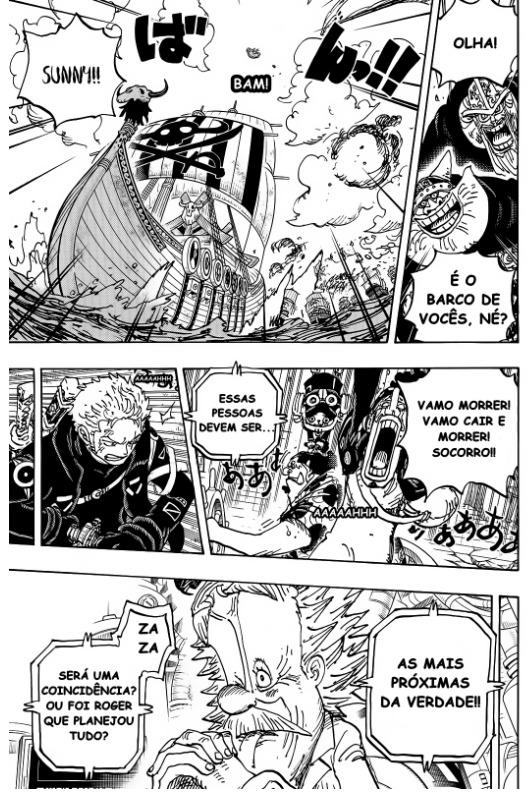 OLHA!
É O
BARCO DE
VOCÊS, NÉ?
ばんっ!!
BAM!
SUNNY!!
VAMO MORRER!
VAMO CAIR E
MORRER!
SOCORRO!!
ああああ
ESSAS
PESSOAS
DEVEM SER...
ああぁ
AAAAAHHH
AAAAAHHH
AS MAIS
PRÓXIMAS
DA VERDADE!!
ZA
ZA
SERÁ UMA
COINCIDÊNCIA?
OU FOI ROGER
QUE PLANEJOU
TUDO?